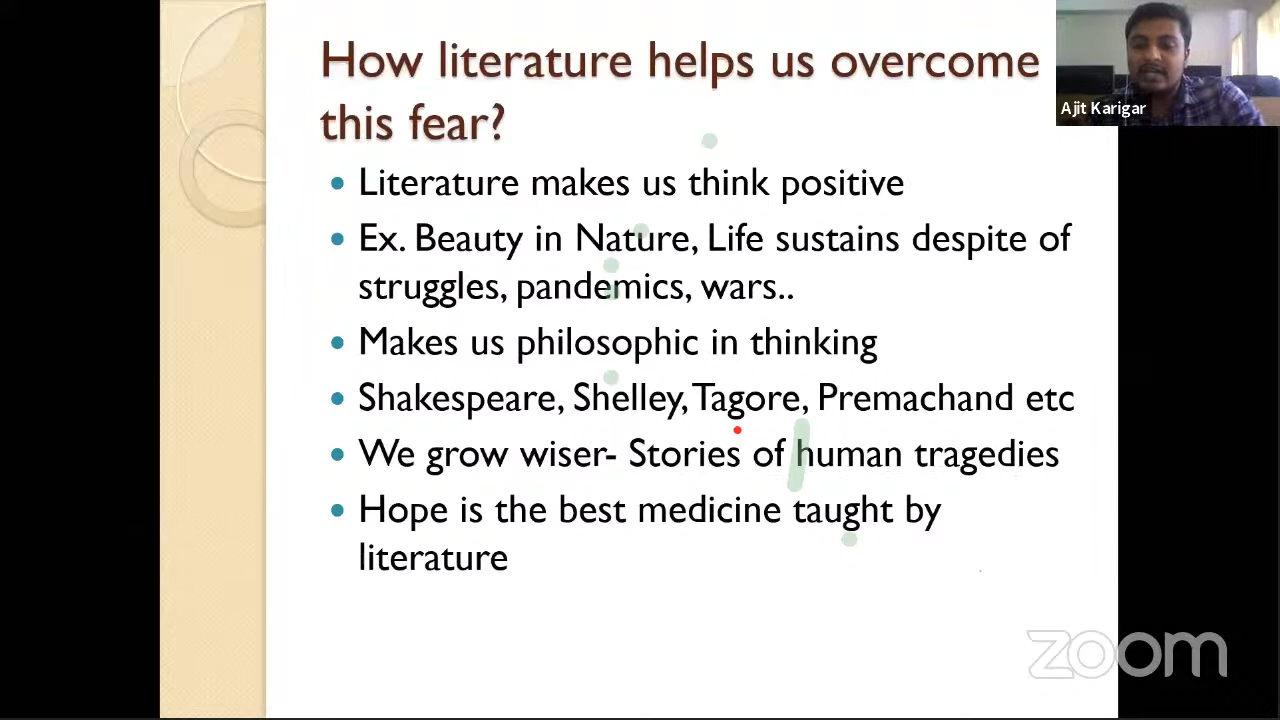 How literature helps us overcome
this fear?
Ajit Karigar
• Literature makes us think positive
• Ex. Beauty in Nature, Life sustains despite of
struggles, pandemics, wars..
• Makes us philosophic in thinking
• Shakespeare, Shelley, Tagore, Premachand etc
• We grow wiser- Stories of human tragedies
• Hope is the best medicine taught by
literature
zoom